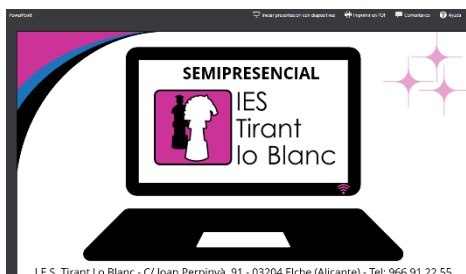 PowerPoint
Iniciar presentación con diapositivas Imprimir en PDF Comentarios Ayuda
SEMIPRESENCIAL
IES
Tirant
lo Blanc
I.E.S. Tirant Lo Blanc - C/ Joan Perpinyà, 91 - 03204 Elche (Alicante) - Tel: 966 91 22 55